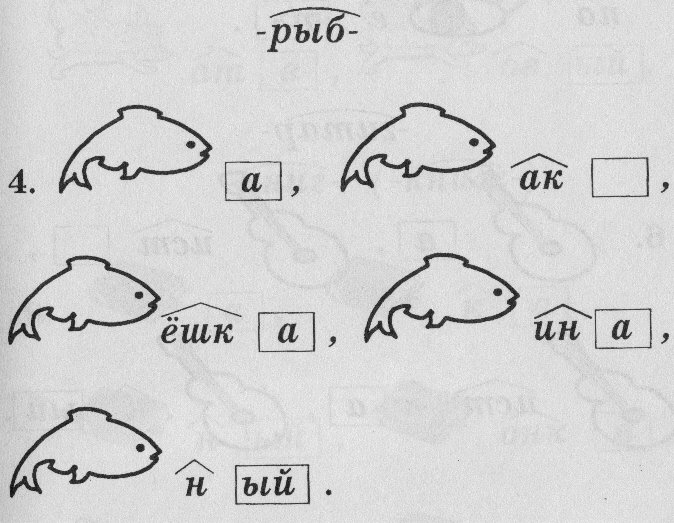 -рыб-
4. а , ак ,
ёшк а , ин а ,
н ый .